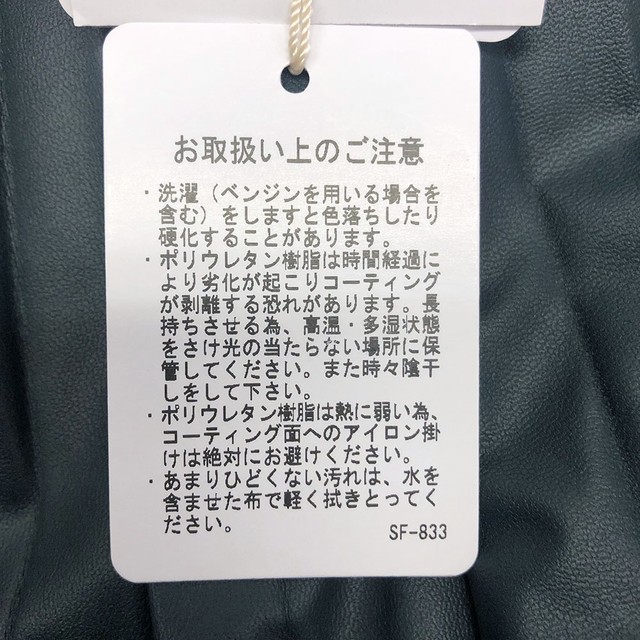 お取扱い上のご注意
・洗濯（ベンジンを用いる場合を
含む）をしますと色落ちしたり
硬化することがあります。
・ポリウレタン樹脂は時間経過に
より劣化が起こりコーティング
が剥離する恐れがあります。長
持ちさせる為、高温・多湿状態
をさけ光の当たらない場所に保
管してください。また時々陰干
しをして下さい。
・ポリウレタン樹脂は熱に弱い為、
コーティング面へのアイロン掛
けは絶対にお避けください。
・あまりひどくない汚れは、水を
含ませた布で軽く拭きとってく
ださい。
SF-833